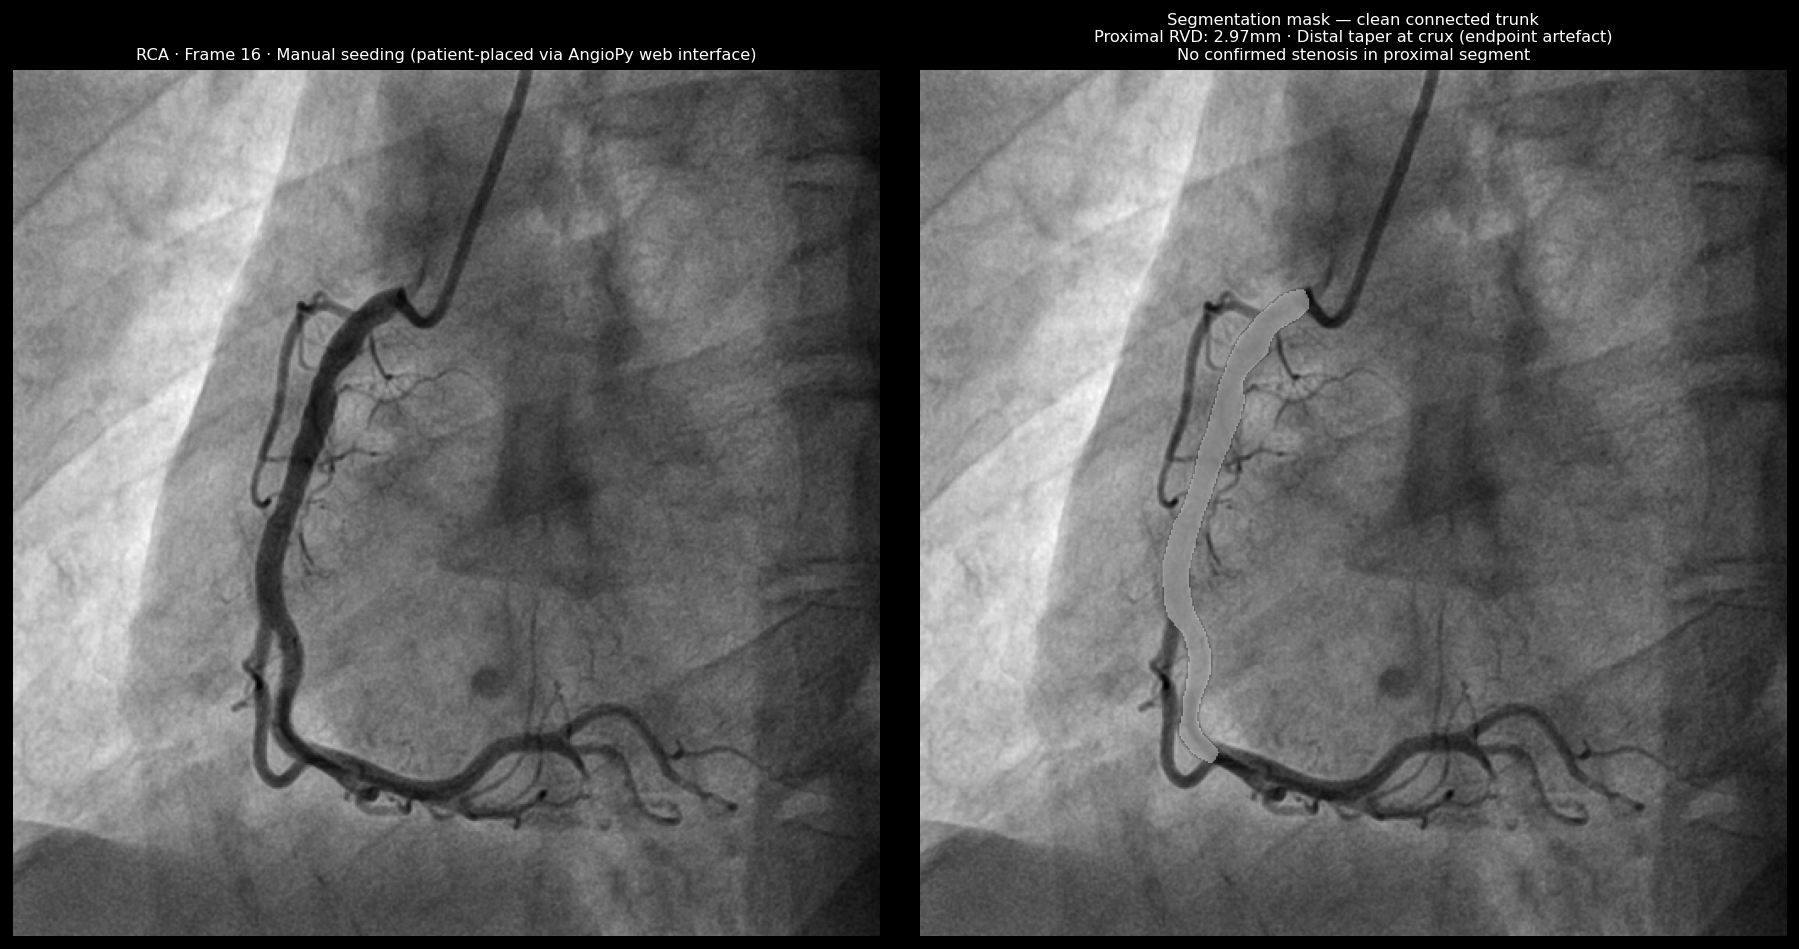 RCA · Frame 16 · Manual seeding (patient-placed via AngioPy web interface)
Segmentation mask — clean connected trunk
Proximal RVD: 2.97mm · Distal taper at crux (endpoint artefact)
No confirmed stenosis in proximal segment